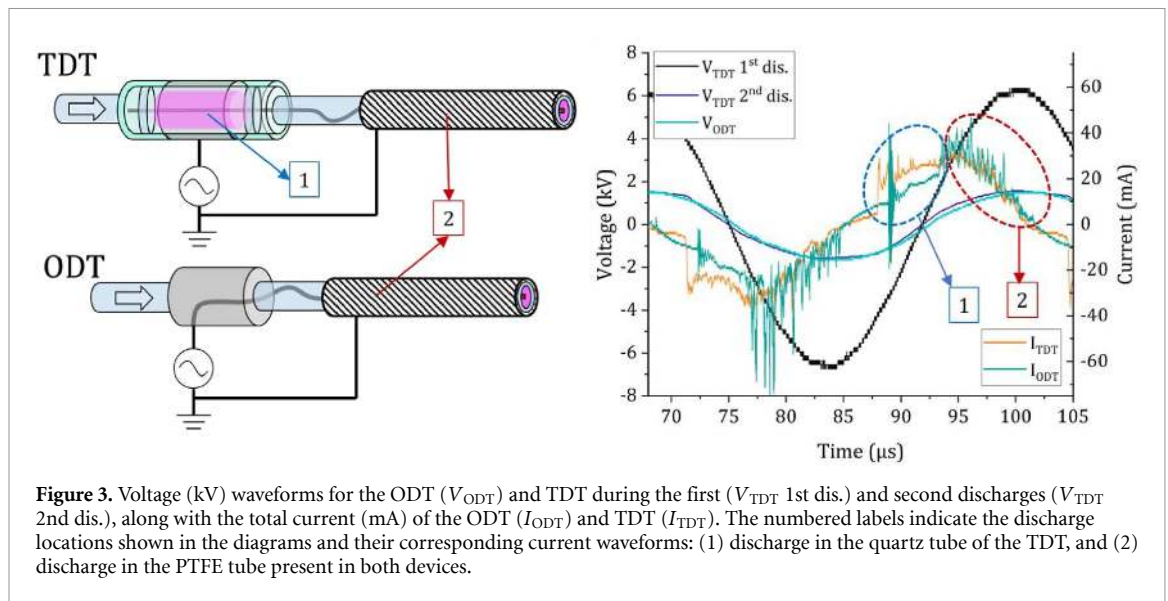 TDT
1
2
ODT
V_TDT 1st dis.
V_TDT 2nd dis.
V_ODT
Voltage (kV)
8
6
4
2
0
-2
-4
-6
-8
Current (mA)
60
40
20
0
-20
-40
-60
1
2
I_TDT
I_ODT
70 75 80 85 90 95 100 105
Time (µs)
Figure 3. Voltage (kV) waveforms for the ODT (V_ODT) and TDT during the first (V_TDT 1st dis.) and second discharges (V_TDT
2nd dis.), along with the total current (mA) of the ODT (I_ODT) and TDT (I_TDT). The numbered labels indicate the discharge
locations shown in the diagrams and their corresponding current waveforms: (1) discharge in the quartz tube of the TDT, and (2)
discharge in the PTFE tube present in both devices.